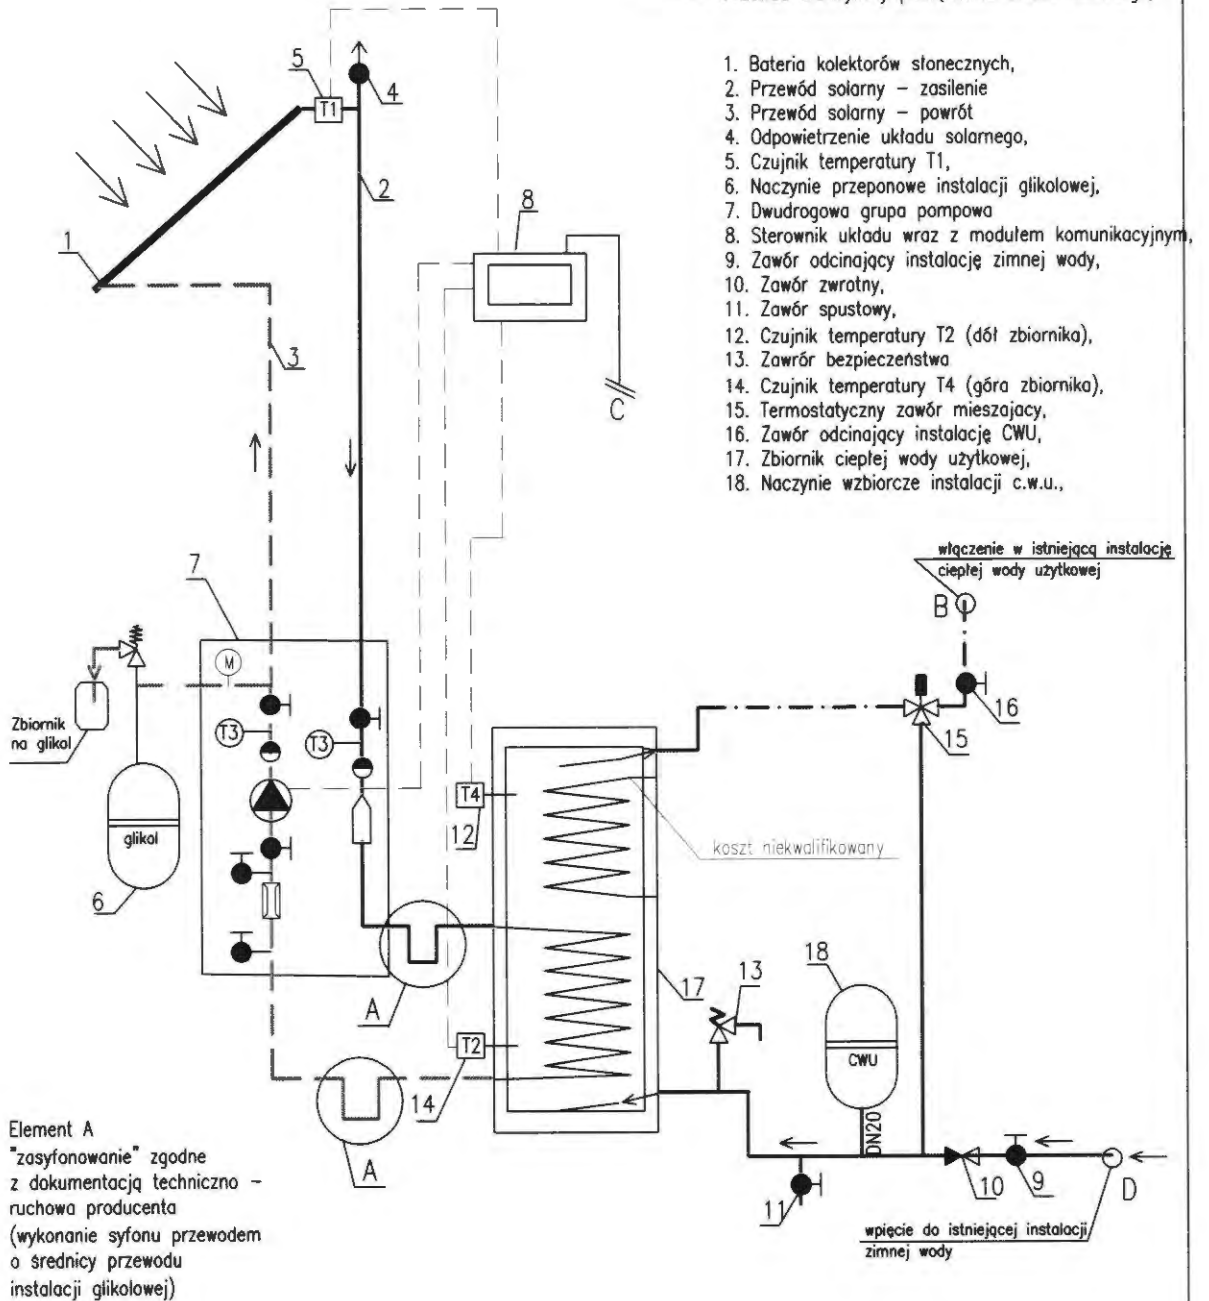 1. Bateria kolektorów słonecznych,
2. Przewód solarny – zasilenie
3. Przewód solarny – powrót
4. Odpowietrzenie układu solarnego,
5. Czujnik temperatury T1,
6. Naczynie przeponowe instalacji glikolowej,
7. Dwudrogowa grupa pompowa
8. Sterownik układu wraz z modułem komunikacyjnym,
9. Zawór odcinający instalację zimnej wody,
10. Zawór zwrotny,
11. Zawór spustowy,
12. Czujnik temperatury T2 (dół zbiornika),
13. Zawrór bezpieczeństwa
14. Czujnik temperatury T4 (góra zbiornika),
15. Termostatyczny zawór mieszajacy,
16. Zawór odcinający instalację CWU,
17. Zbiornik ciepłej wody użytkowej,
18. Naczynie wzbiorcze instalacji c.w.u.,
5
T1
4
2
8
1
3
C
włączenie w istniejącą instalację
ciepłej wody użytkowej
B
7
M
16
15
Zbiornik
na glikol
T3
T3
T4
12
glikol
koszt niekwalifikowany
6
18
13
17
A
T2
CWU
14
DN20
A
11
10
9
D
wpięcie do istniejącej instalacji
zimnej wody
Element A
"zasyfonowanie" zgodne
z dokumentacją techniczno –
ruchowa producenta
(wykonanie syfonu przewodem
o średnicy przewodu
instalacji glikolowej)